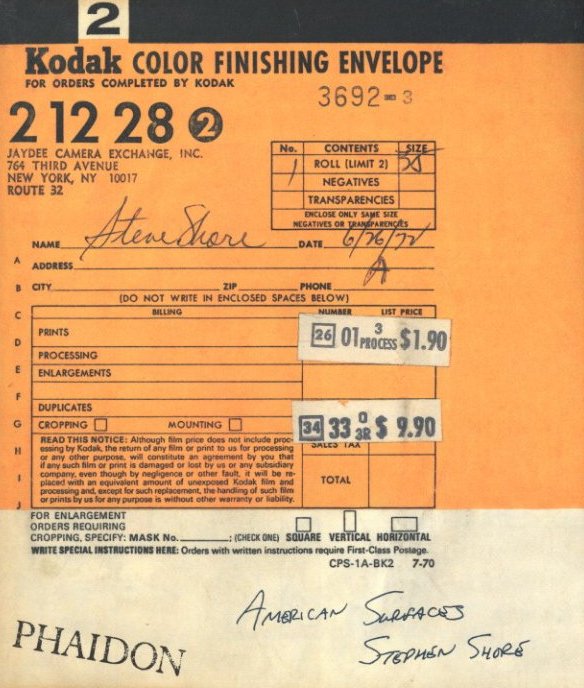 2
Kodak COLOR FINISHING ENVELOPE
FOR ORDERS COMPLETED BY KODAK
3692-3
2 12 28 2
JAYDEE CAMERA EXCHANGE, INC.
764 THIRD AVENUE
NEW YORK, NY 10017
ROUTE 32
No. CONTENTS SIZE
1 ROLL (LIMIT 2) 35
NEGATIVES
TRANSPARENCIES
ENCLOSE ONLY SAME SIZE
NEGATIVES OR TRANSPARENCIES
NAME Steve Shore DATE 6/26/72
A ADDRESS A
B CITY ZIP PHONE
(DO NOT WRITE IN ENCLOSED SPACES BELOW)
C BILLING NUMBER LIST PRICE
D PRINTS 26 01 3 PROCESS $1.90
PROCESSING
E ENLARGEMENTS
F DUPLICATES
34 33 0 3R $ 9.90
G CROPPING MOUNTING
SALES TAX
H READ THIS NOTICE: Although film price does not include proc-
essing by Kodak, the return of any film or print to us for processing
or any other purpose, will constitute an agreement by you that
if any such film or print is damaged or lost by us or any subsidiary
I company, even though by negligence or other fault, it will be re-
placed with an equivalent amount of unexposed Kodak film and
processing and, except for such replacement, the handling of such film
or prints by us for any purpose is without other warranty or liability.
TOTAL
J
FOR ENLARGEMENT
ORDERS REQUIRING
CROPPING, SPECIFY: MASK No. ; (CHECK ONE) SQUARE VERTICAL HORIZONTAL
WRITE SPECIAL INSTRUCTIONS HERE: Orders with written instructions require First-Class Postage.
CPS-1A-BK2 7-70
AMERICAN SURFACES
STEPHEN SHORE
PHAIDON